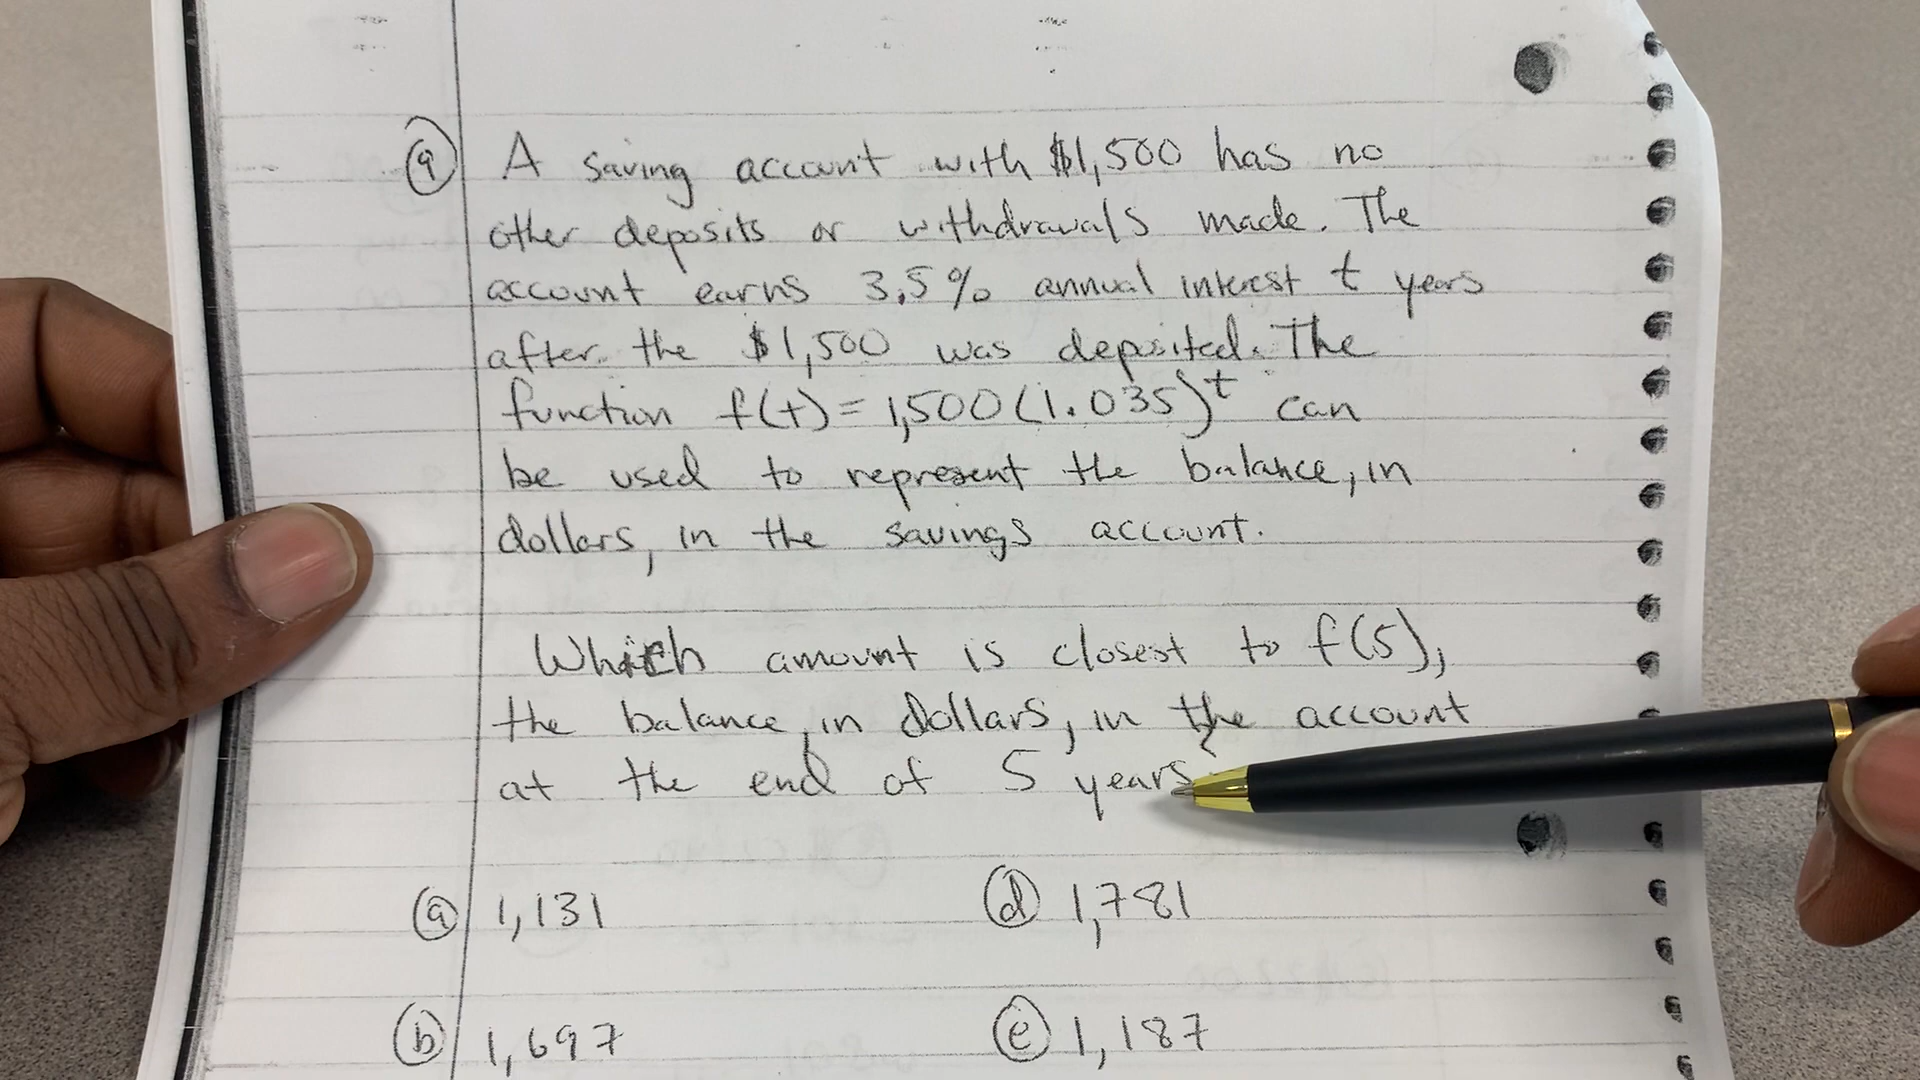 9 A saving account with $1,500 has no
other deposits or withdrawals made. The
account earns 3.5% annual interest t years
after the $1,500 was deposited. The
function f(t) = 1,500(1.035)^t can
be used to represent the balance, in
dollars, in the savings account.
Which amount is closest to f(5),
the balance, in dollars, in the account
at the end of 5 years?
a 1,131
d 1,781
b 1,697
e 1,187